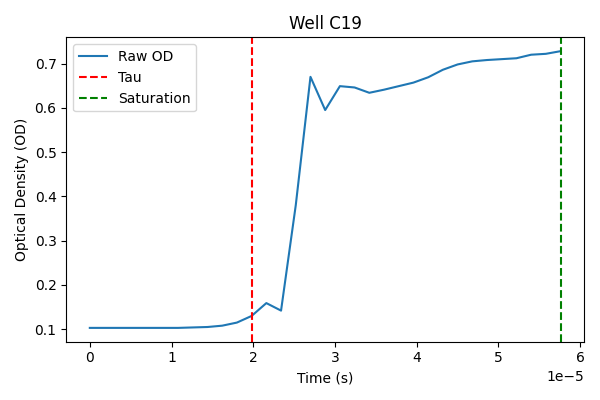 Well C19
Raw OD
Tau
Saturation
Optical Density (OD)
0.7
0.6
0.5
0.4
0.3
0.2
0.1
0 1 2 3 4 5 6
1e−5
Time (s)